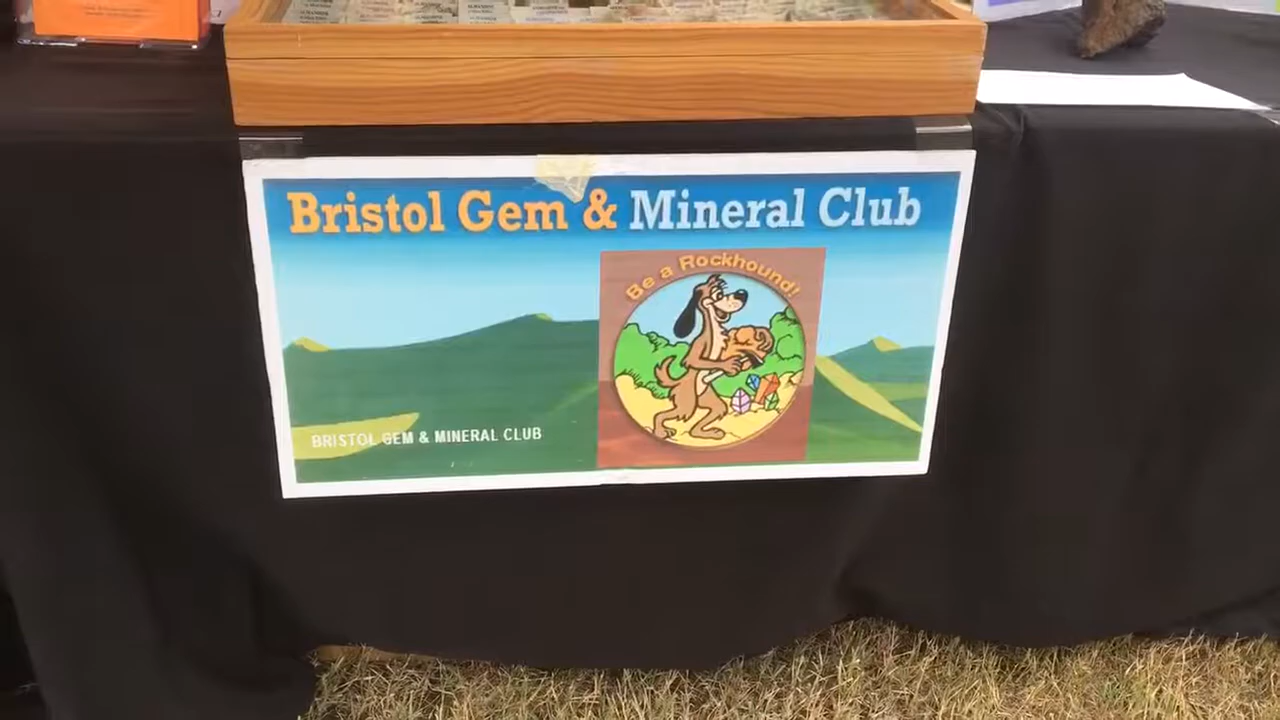 Bristol Gem & Mineral Club
Be a Rockhound!
BRISTOL GEM & MINERAL CLUB